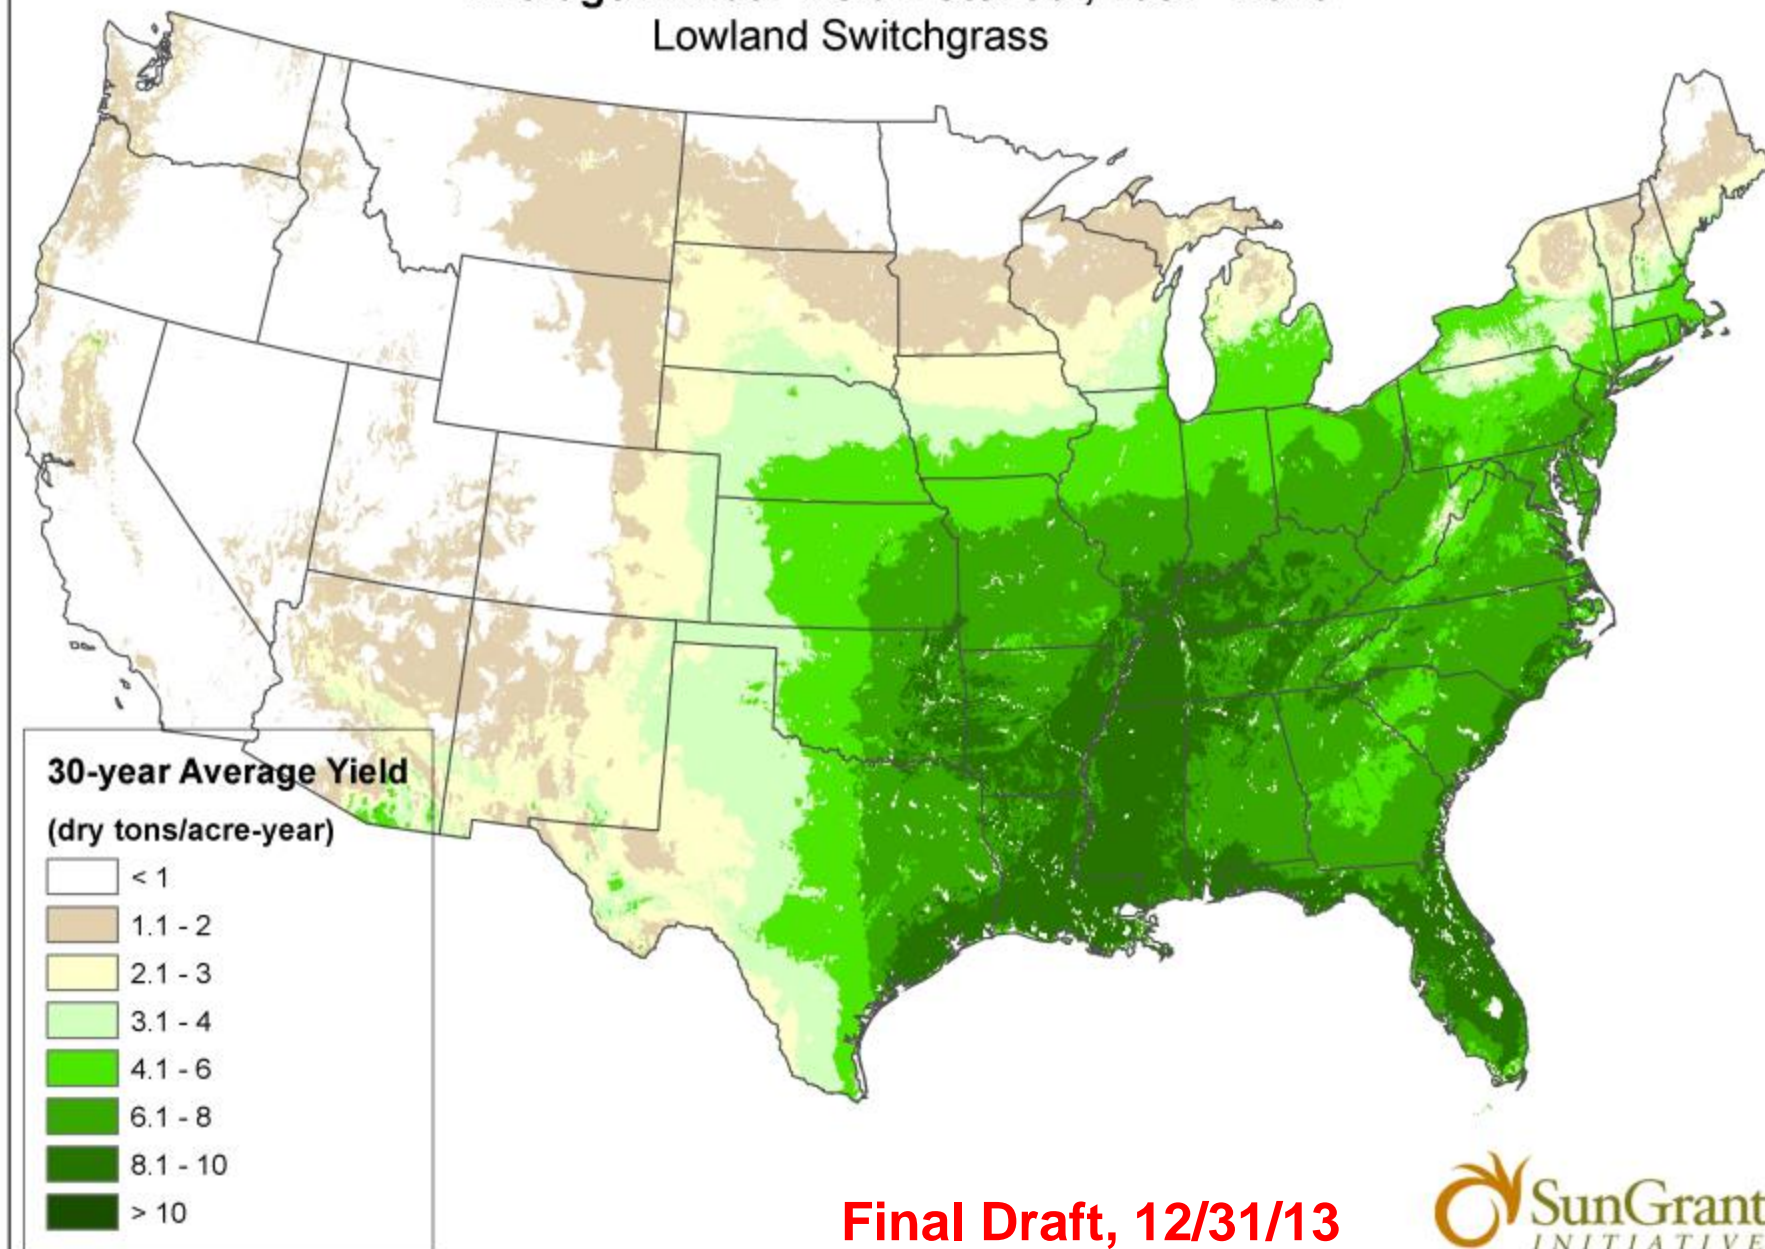 Lowland Switchgrass
30-year Average Yield
(dry tons/acre-year)
< 1
1.1 - 2
2.1 - 3
3.1 - 4
4.1 - 6
6.1 - 8
8.1 - 10
> 10
Final Draft, 12/31/13
SunGrant
INITIATIVE